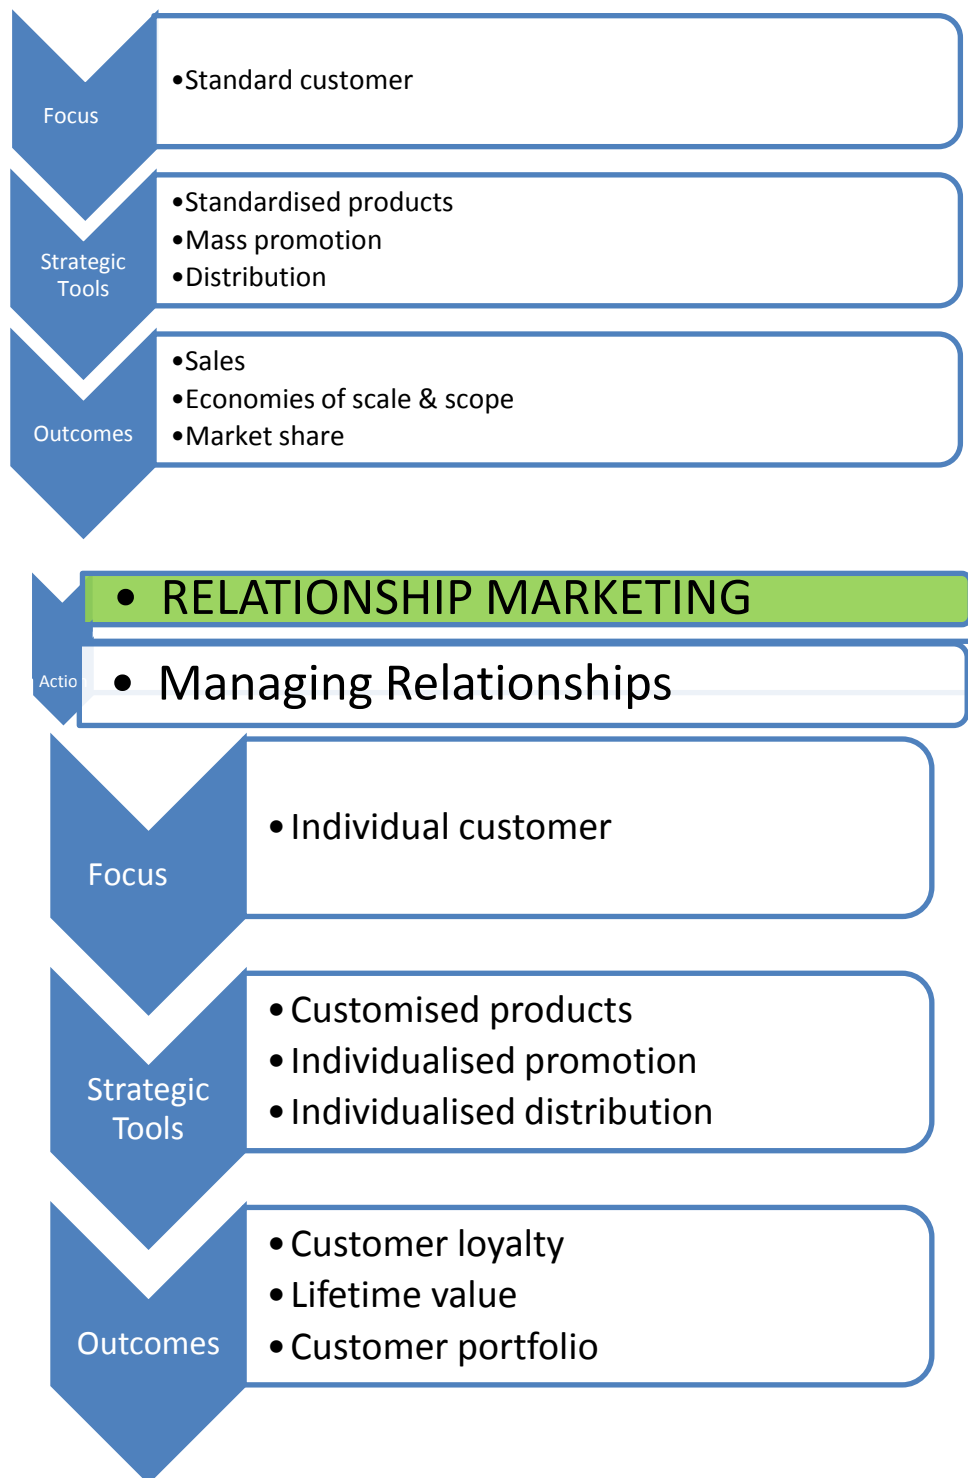 Focus
•Standard customer
Strategic
Tools
•Standardised products
•Mass promotion
•Distribution
Outcomes
•Sales
•Economies of scale & scope
•Market share
• RELATIONSHIP MARKETING
Action
• Managing Relationships
Focus
•Individual customer
Strategic
Tools
•Customised products
•Individualised promotion
•Individualised distribution
Outcomes
•Customer loyalty
•Lifetime value
•Customer portfolio